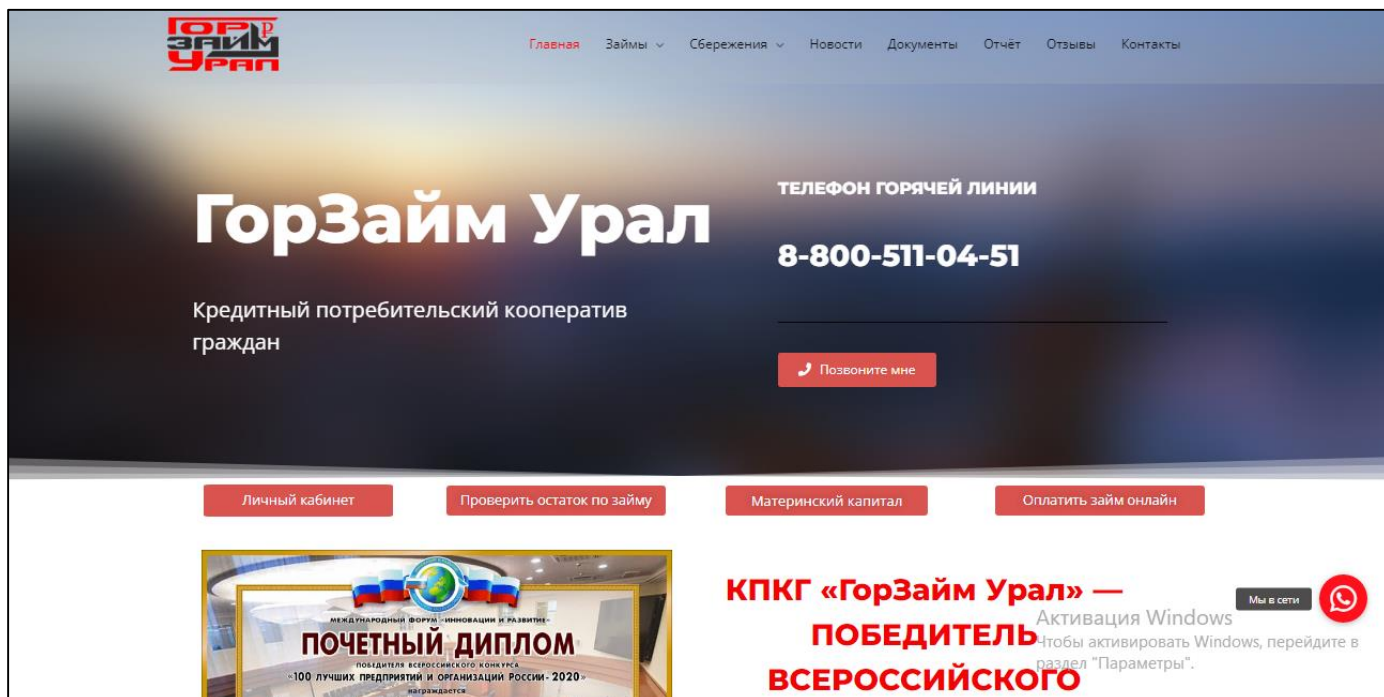 ГОР Р
ЗАЙМ
УРАЛ
Главная Займы Сбережения Новости Документы Отчёт Отзывы Контакты
ГорЗайм Урал
Кредитный потребительский кооператив
граждан
ТЕЛЕФОН ГОРЯЧЕЙ ЛИНИИ
8-800-511-04-51
Позвоните мне
Личный кабинет
Проверить остаток по займу
Материнский капитал
Оплатить займ онлайн
МЕЖДУНАРОДНЫЙ ФОРУМ «ИННОВАЦИИ И РАЗВИТИЕ»
ПОЧЕТНЫЙ ДИПЛОМ
ПОБЕДИТЕЛЯ ВСЕРОССИЙСКОГО КОНКУРСА
«100 ЛУЧШИХ ПРЕДПРИЯТИЙ И ОРГАНИЗАЦИЙ РОССИИ- 2020»
награждается
КПКГ «ГорЗайм Урал» —
ПОБЕДИТЕЛЬ
ВСЕРОССИЙСКОГО
Мы в сети
Активация Windows
Чтобы активировать Windows, перейдите в
раздел "Параметры".